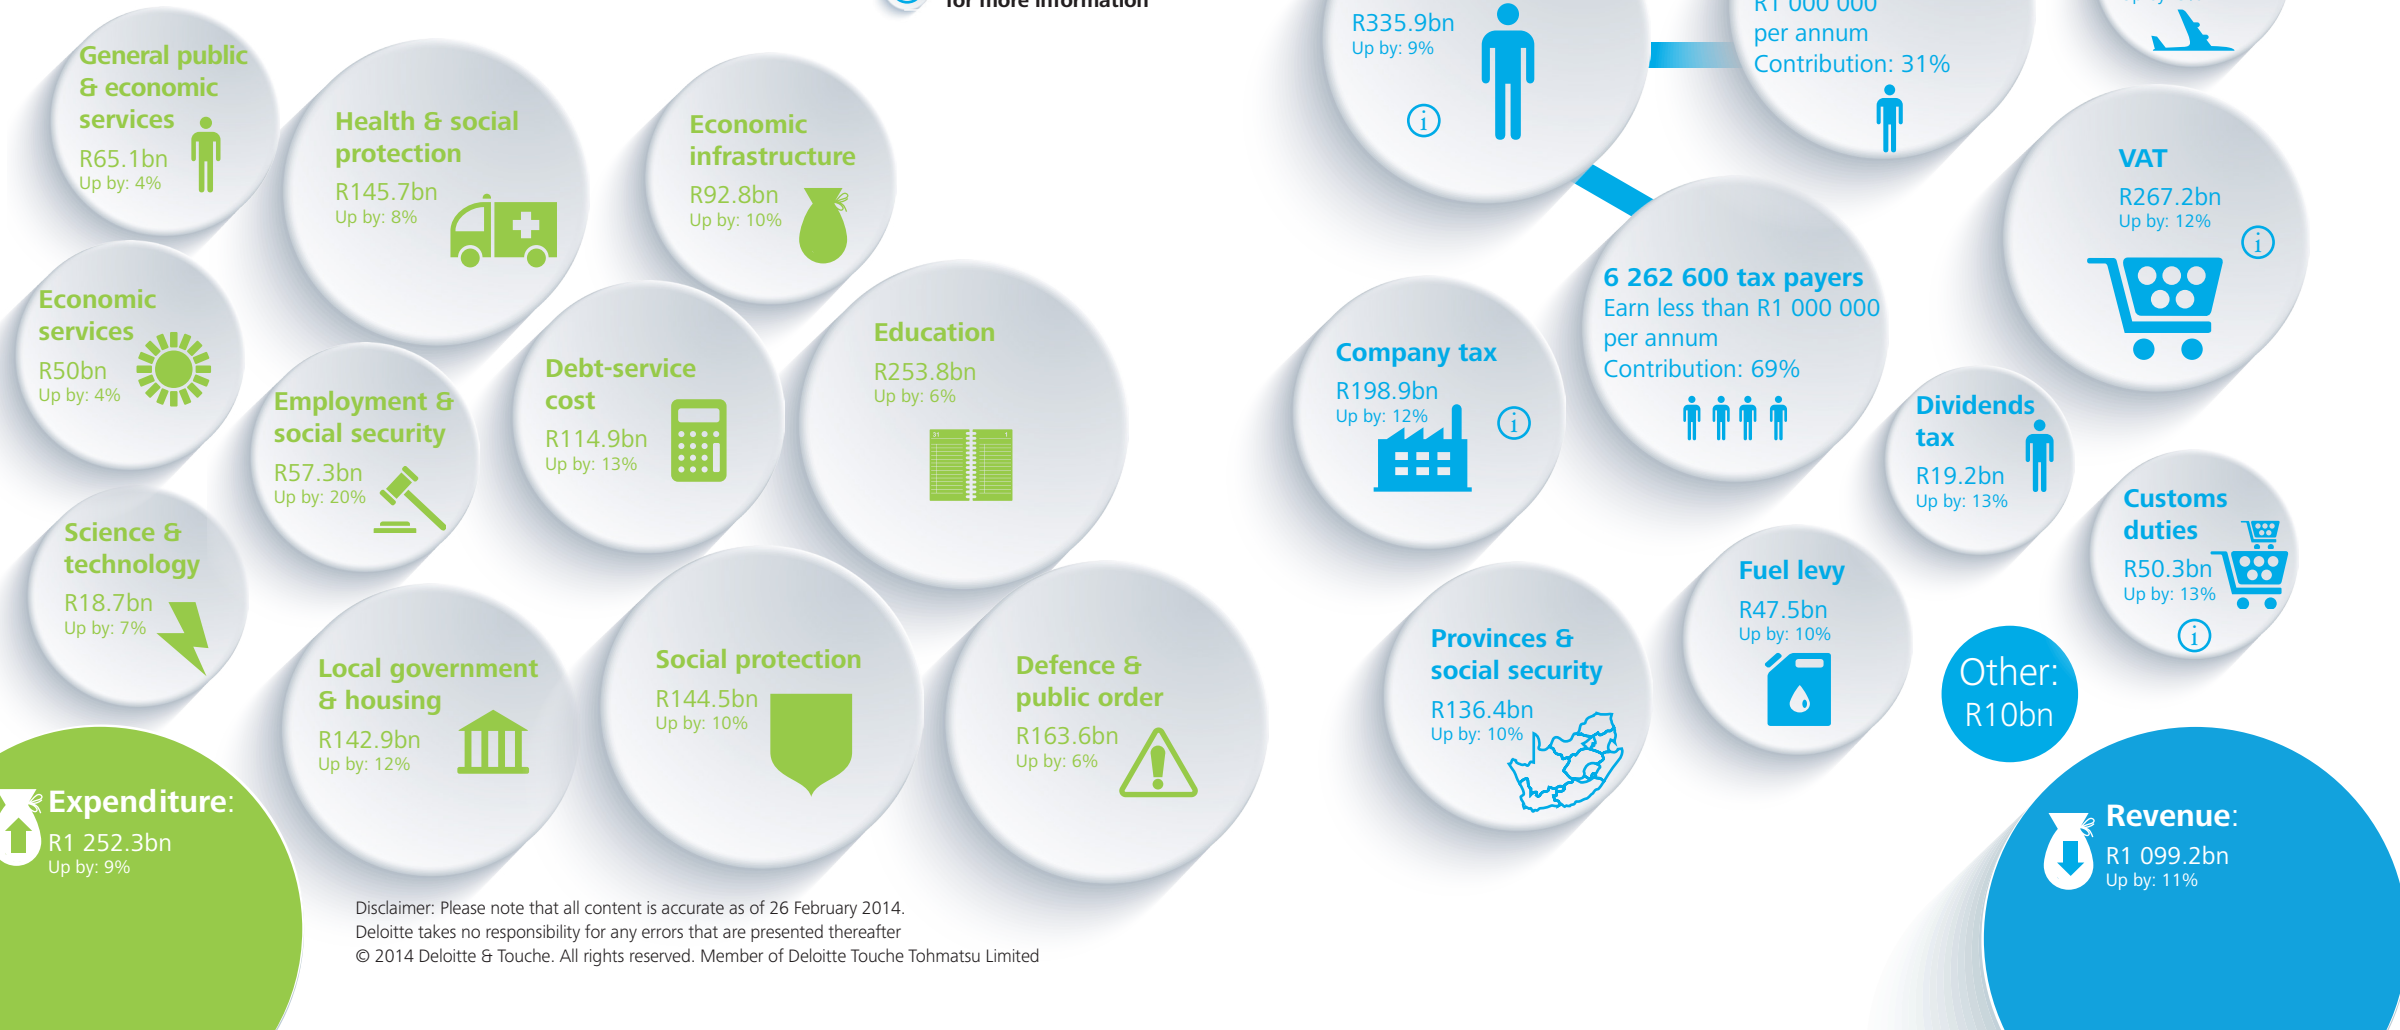 for more information
General public
& economic
services
R65.1bn
Up by: 4%
Health & social
protection
R145.7bn
Up by: 8%
Economic
infrastructure
R92.8bn
Up by: 10%
Economic
services
R50bn
Up by: 4%
Employment &
social security
R57.3bn
Up by: 20%
Debt-service
cost
R114.9bn
Up by: 13%
Education
R253.8bn
Up by: 6%
Science &
technology
R18.7bn
Up by: 7%
Local government
& housing
R142.9bn
Up by: 12%
Social protection
R144.5bn
Up by: 10%
Defence &
public order
R163.6bn
Up by: 6%
Expenditure:
R1 252.3bn
Up by: 9%
Disclaimer: Please note that all content is accurate as of 26 February 2014.
Deloitte takes no responsibility for any errors that are presented thereafter
© 2014 Deloitte & Touche. All rights reserved. Member of Deloitte Touche Tohmatsu Limited
R335.9bn
Up by: 9%
i
R1 000 000
per annum
Contribution: 31%
VAT
R267.2bn
Up by: 12%
i
6 262 600 tax payers
Earn less than R1 000 000
per annum
Contribution: 69%
Company tax
R198.9bn
Up by: 12%
i
Dividends
tax
R19.2bn
Up by: 13%
Customs
duties
R50.3bn
Up by: 13%
i
Fuel levy
R47.5bn
Up by: 10%
Provinces &
social security
R136.4bn
Up by: 10%
Other:
R10bn
Revenue:
R1 099.2bn
Up by: 11%